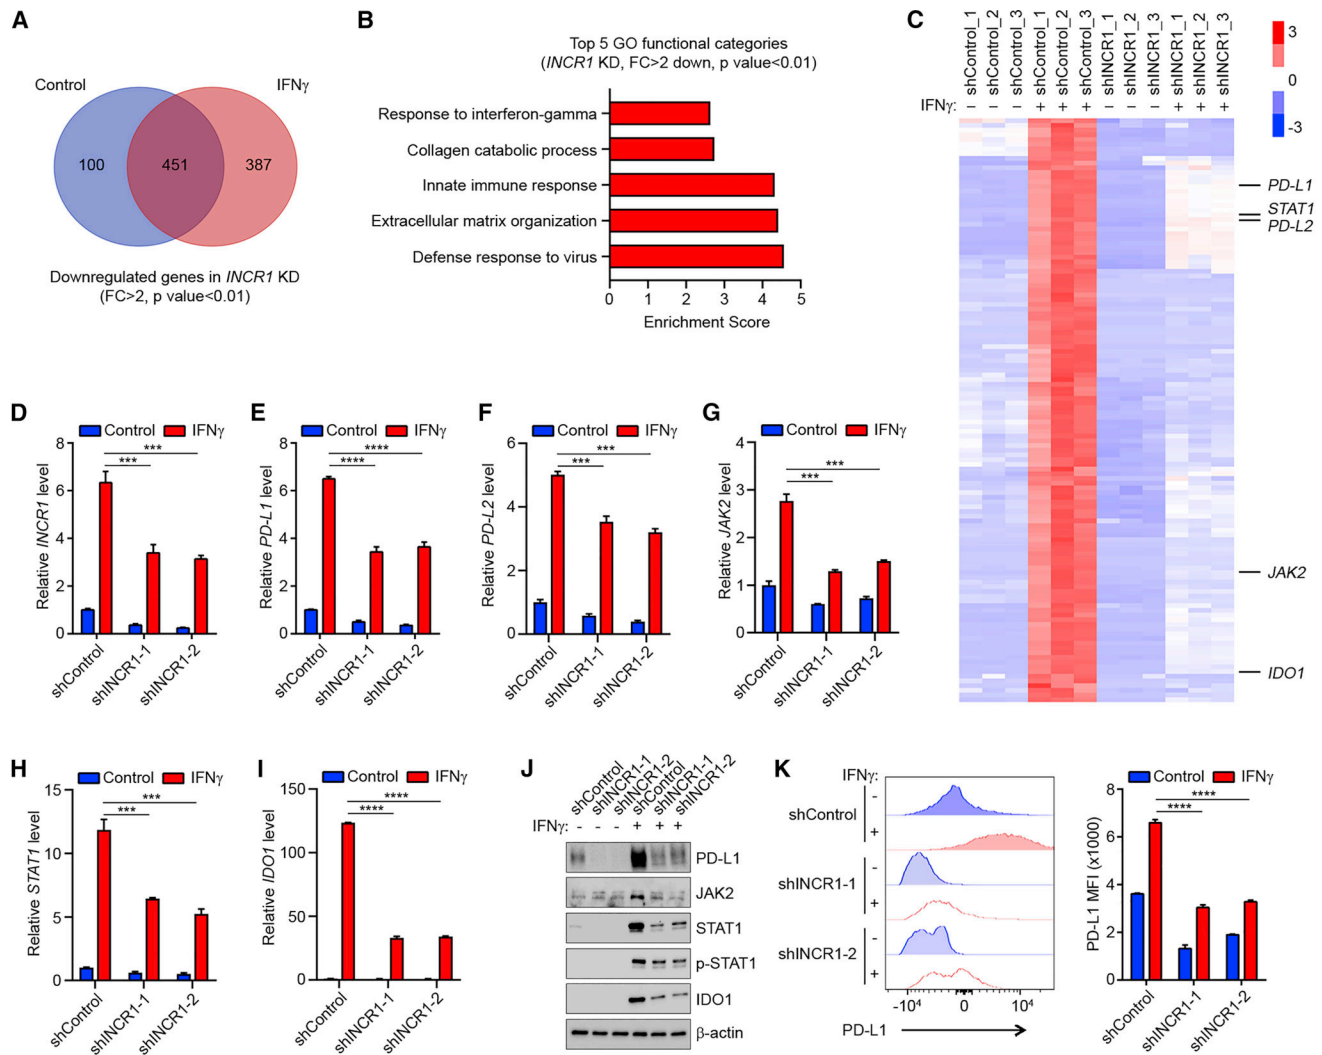 A
Control
IFNγ
100
451
387
Downregulated genes in INCR1 KD
(FC>2, p value<0.01)
B
Top 5 GO functional categories
(INCR1 KD, FC>2 down, p value<0.01)
Response to interferon-gamma
Collagen catabolic process
Innate immune response
Extracellular matrix organization
Defense response to virus
0 1 2 3 4 5
Enrichment Score
C
shControl_1
shControl_2
shControl_3
shControl_1
shControl_2
shControl_3
shINCR1_1
shINCR1_2
shINCR1_3
shINCR1_1
shINCR1_2
shINCR1_3
IFNγ: - - - + + + - - - + + +
3
0
-3
PD-L1
STAT1
PD-L2
JAK2
IDO1
D
Control IFNγ
Relative INCR1 level
8
6
4
2
0
***
***
shControl
shINCR1-1
shINCR1-2
E
Control IFNγ
Relative PD-L1 level
8
6
4
2
0
****
****
shControl
shINCR1-1
shINCR1-2
F
Control IFNγ
Relative PD-L2 level
6
4
2
0
***
***
shControl
shINCR1-1
shINCR1-2
G
Control IFNγ
Relative JAK2 level
4
3
2
1
0
***
***
shControl
shINCR1-1
shINCR1-2
H
Control IFNγ
Relative STAT1 level
15
10
5
0
***
***
shControl
shINCR1-1
shINCR1-2
I
Control IFNγ
Relative IDO1 level
150
100
50
0
****
****
shControl
shINCR1-1
shINCR1-2
J
shControl
shINCR1-1
shINCR1-2
shControl
shINCR1-1
shINCR1-2
IFNγ: - - - + + +
PD-L1
JAK2
STAT1
p-STAT1
IDO1
β-actin
K
IFNγ:
shControl
-
+
shINCR1-1
-
+
shINCR1-2
-
+
-10⁴ 0 10⁴
PD-L1
Control IFNγ
PD-L1 MFI (x1000)
8
6
4
2
0
****
****
shControl
shINCR1-1
shINCR1-2